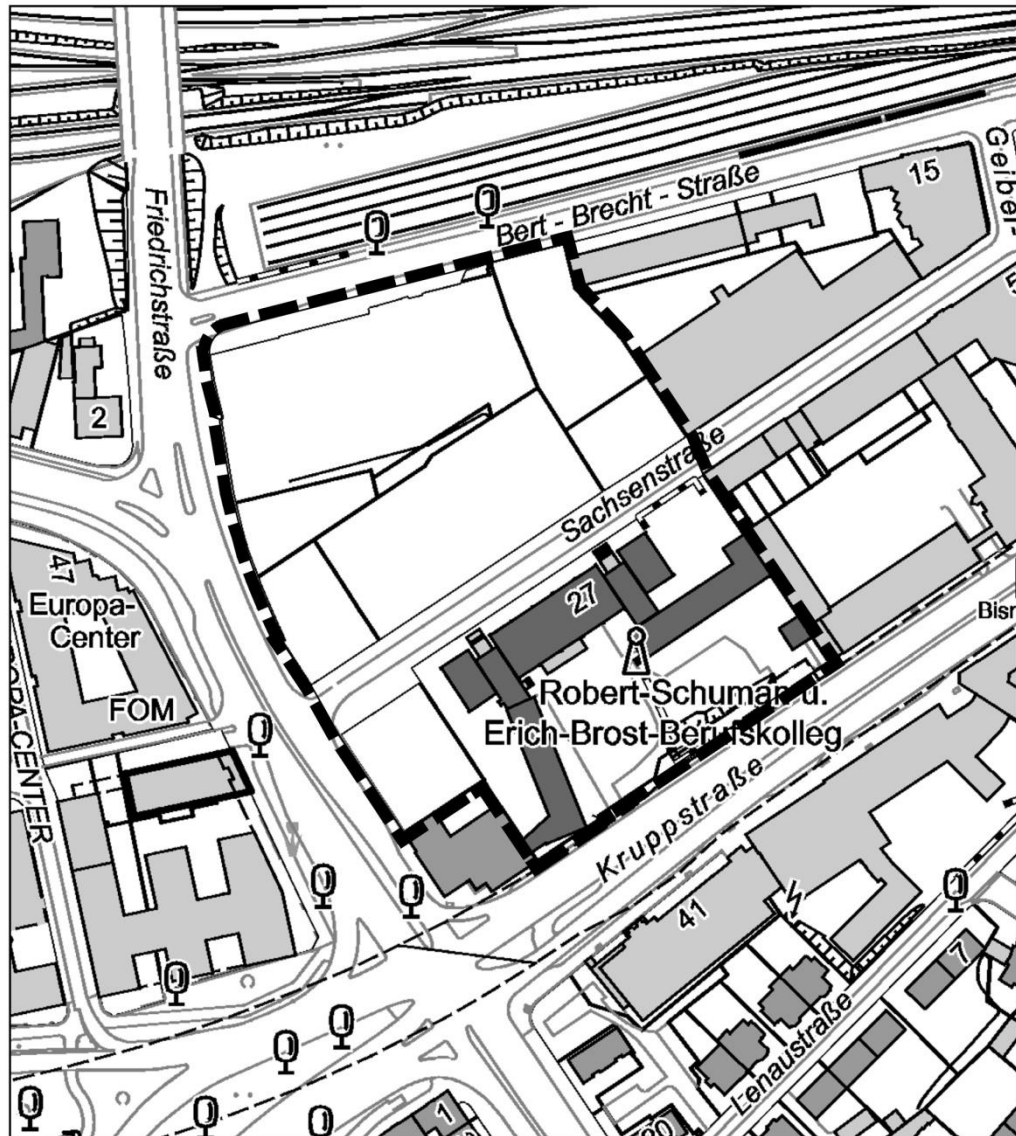 Bert - Brecht - Straße
Geibel-
15
Friedrichstraße
2
Sachsenstraße
47
Europa-
Center
27
Bisr
Robert-Schuman u.
Erich-Brost-Berufskolleg
FOM
Kruppstraße
41
7
Lenaustraße
1